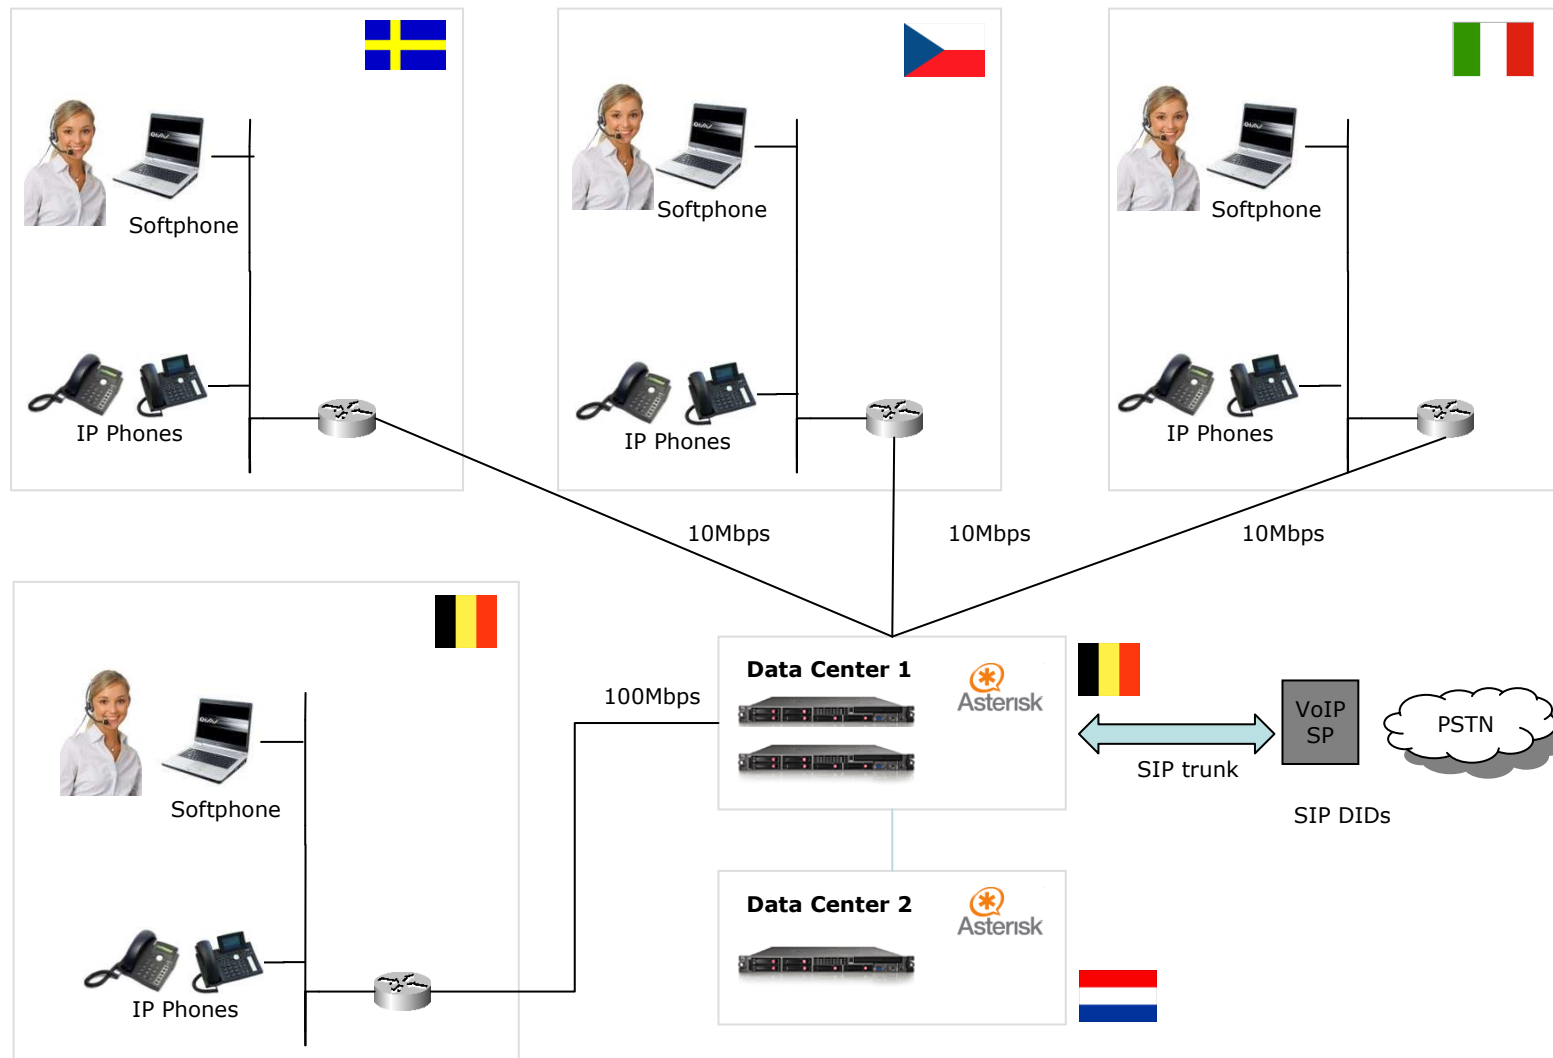 Softphone
IP Phones
Softphone
IP Phones
Softphone
IP Phones
10Mbps
10Mbps
10Mbps
Softphone
IP Phones
100Mbps
Data Center 1
Asterisk
SIP trunk
VoIP
SP
PSTN
SIP DIDs
Data Center 2
Asterisk